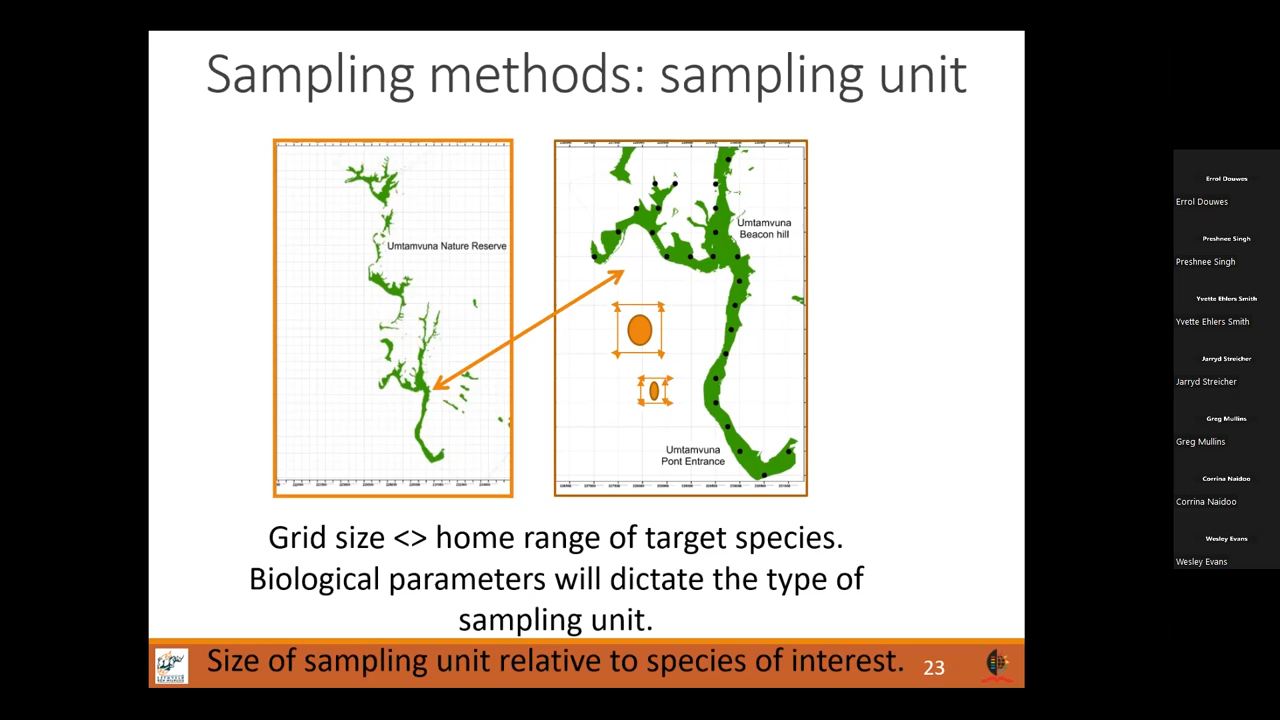 Sampling methods: sampling unit
Umtamvuna Nature Reserve
Umtamvuna
Beacon hill
Umtamvuna
Pont Entrance
Grid size <> home range of target species.
Biological parameters will dictate the type of
sampling unit.
Size of sampling unit relative to species of interest.
23
Errol Douwes
Errol Douwes
Preshnee Singh
Preshnee Singh
Yvette Ehlers Smith
Yvette Ehlers Smith
Jarryd Streicher
Jarryd Streicher
Greg Mullins
Greg Mullins
Corrina Naidoo
Corrina Naidoo
Wesley Evans
Wesley Evans